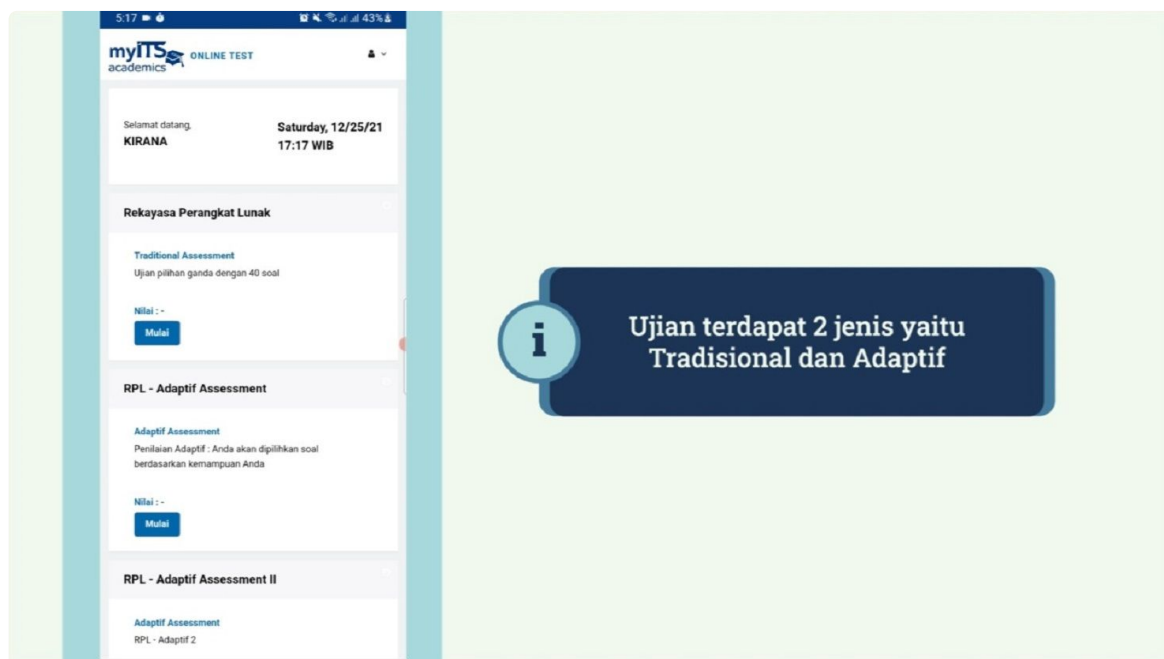 5:17
43%
myITS
academics
ONLINE TEST
Selamat datang,
KIRANA
Saturday, 12/25/21
17:17 WIB
Rekayasa Perangkat Lunak
Traditional Assessment
Ujian pilihan ganda dengan 40 soal
Nilai : -
Mulai
RPL - Adaptif Assessment
Adaptif Assessment
Penilaian Adaptif : Anda akan dipilihkan soal
berdasarkan kemampuan Anda
Nilai : -
Mulai
RPL - Adaptif Assessment II
Adaptif Assessment
RPL - Adaptif 2
i
Ujian terdapat 2 jenis yaitu
Tradisional dan Adaptif